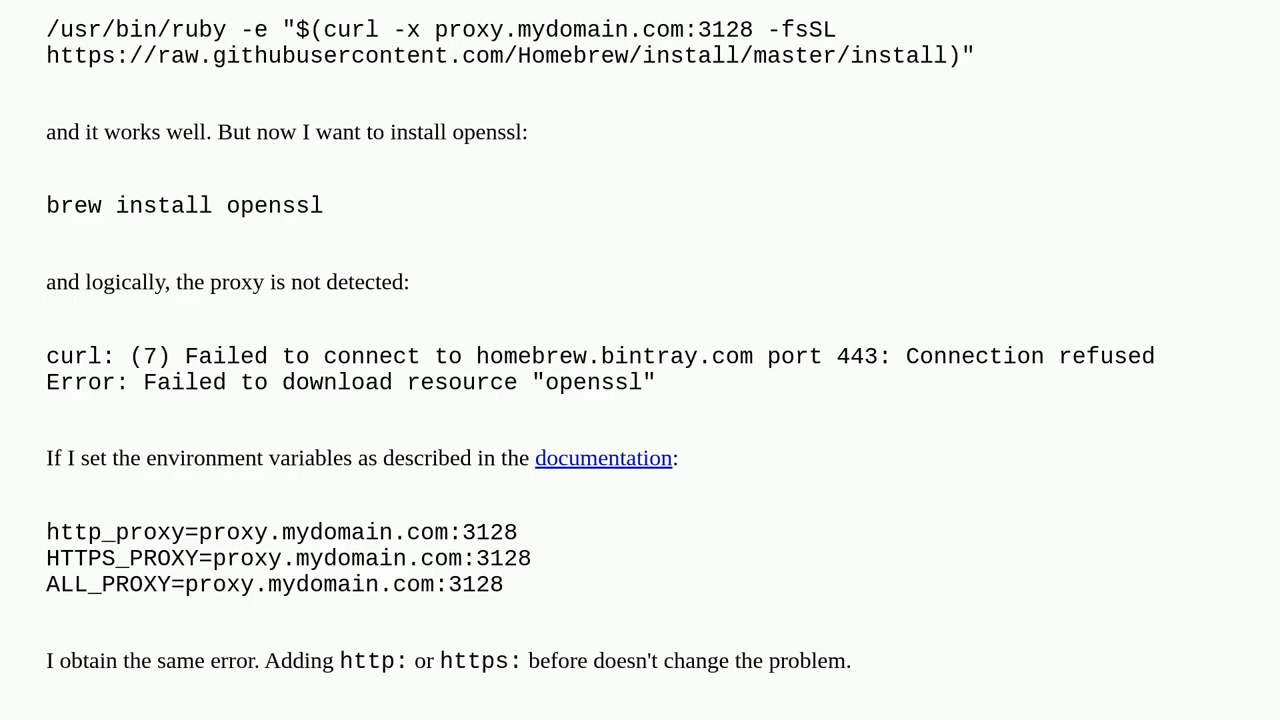 /usr/bin/ruby -e "$(curl -x proxy.mydomain.com:3128 -fsSL
https://raw.githubusercontent.com/Homebrew/install/master/install)"
and it works well. But now I want to install openssl:
brew install openssl
and logically, the proxy is not detected:
curl: (7) Failed to connect to homebrew.bintray.com port 443: Connection refused
Error: Failed to download resource "openssl"
If I set the environment variables as described in the documentation:
http_proxy=proxy.mydomain.com:3128
HTTPS_PROXY=proxy.mydomain.com:3128
ALL_PROXY=proxy.mydomain.com:3128
I obtain the same error. Adding http: or https: before doesn't change the problem.